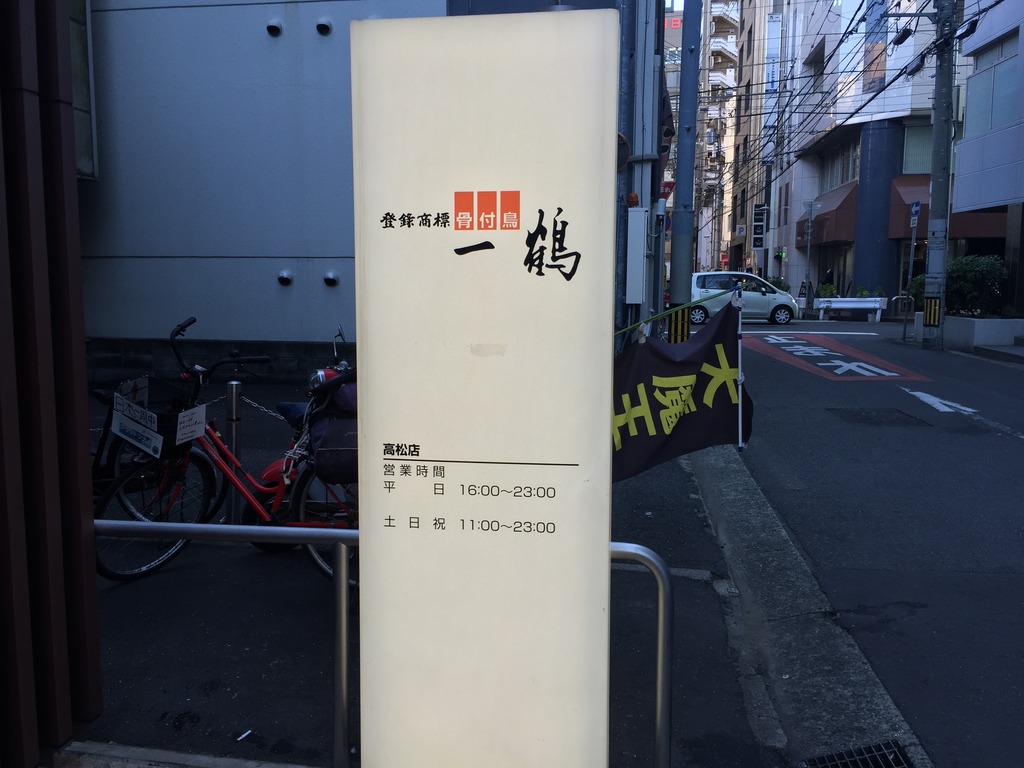 登録商標 骨付鳥
一鶴
高松店
営業時間
平 日 16:00～23:00
土 日 祝 11:00～23:00
大魔王